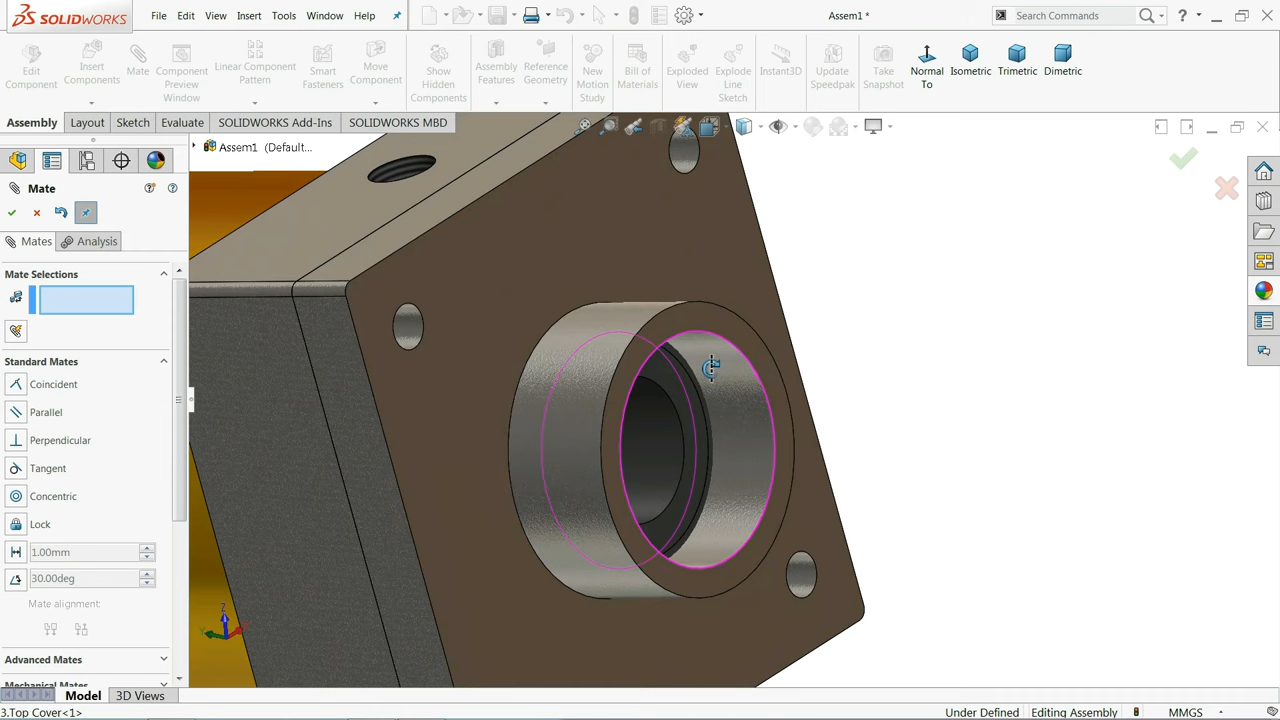 SOLIDWORKS
File Edit View Insert Tools Window Help
Assem1 *
Search Commands
?
Edit Component
Insert Components
Mate
Component Preview Window
Linear Component Pattern
Smart Fasteners
Move Component
Show Hidden Components
Assembly Features
Reference Geometry
New Motion Study
Bill of Materials
Exploded View
Explode Line Sketch
Instant3D
Update Speedpak
Take Snapshot
Normal To
Isometric
Trimetric
Dimetric
Assembly Layout Sketch Evaluate SOLIDWORKS Add-Ins SOLIDWORKS MBD
Assem1 (Default...
Mate
Mates Analysis
Mate Selections
Standard Mates
Coincident
Parallel
Perpendicular
Tangent
Concentric
Lock
1.00mm
30.00deg
Mate alignment:
Advanced Mates
Z
Model 3D Views
3.Top Cover<1>
Under Defined Editing Assembly MMGS